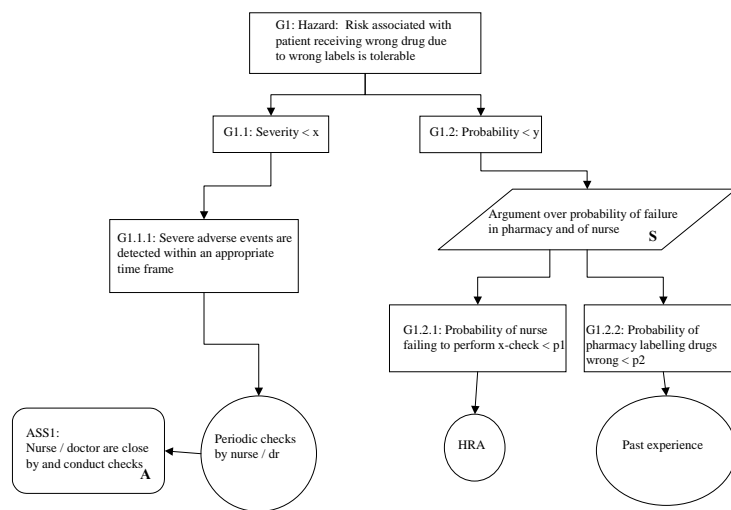 G1: Hazard:  Risk associated with
patient receiving wrong drug due
to wrong labels is tolerable
G1.1: Severity < x
G1.2: Probability < y
Argument over probability of failure
in pharmacy and of nurse
S
G1.1.1: Severe adverse events are
detected within an appropriate
time frame
G1.2.1: Probability of nurse
failing to perform x-check < p1
G1.2.2: Probability of
pharmacy labelling drugs
wrong < p2
ASS1:
Nurse / doctor are close
by and conduct checks
A
Periodic checks
by nurse / dr
HRA
Past experience